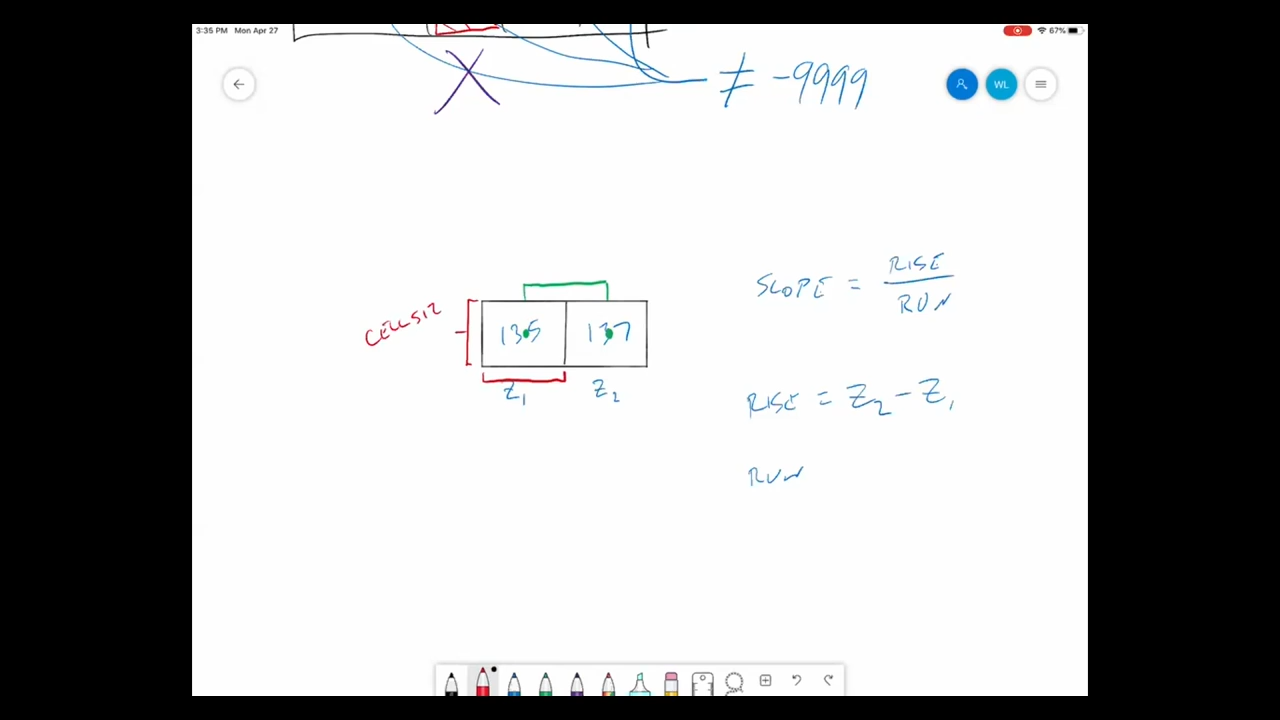 3:35 PM Mon Apr 27
67%
≠ -9999
WL
SLOPE = RISE
RUN
CELLSIZ
135 137
Z1 Z2
RISE = Z2 - Z1
RUN